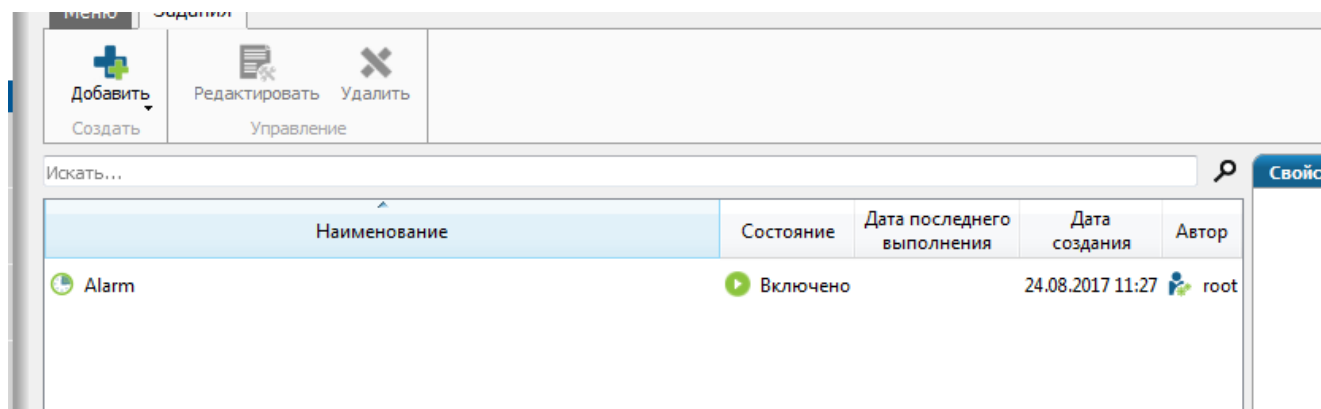 Меню Задания
Добавить Редактировать Удалить
Создать Управление
Искать...
Наименование Состояние Дата последнего выполнения Дата создания Автор
Alarm Включено 24.08.2017 11:27 root